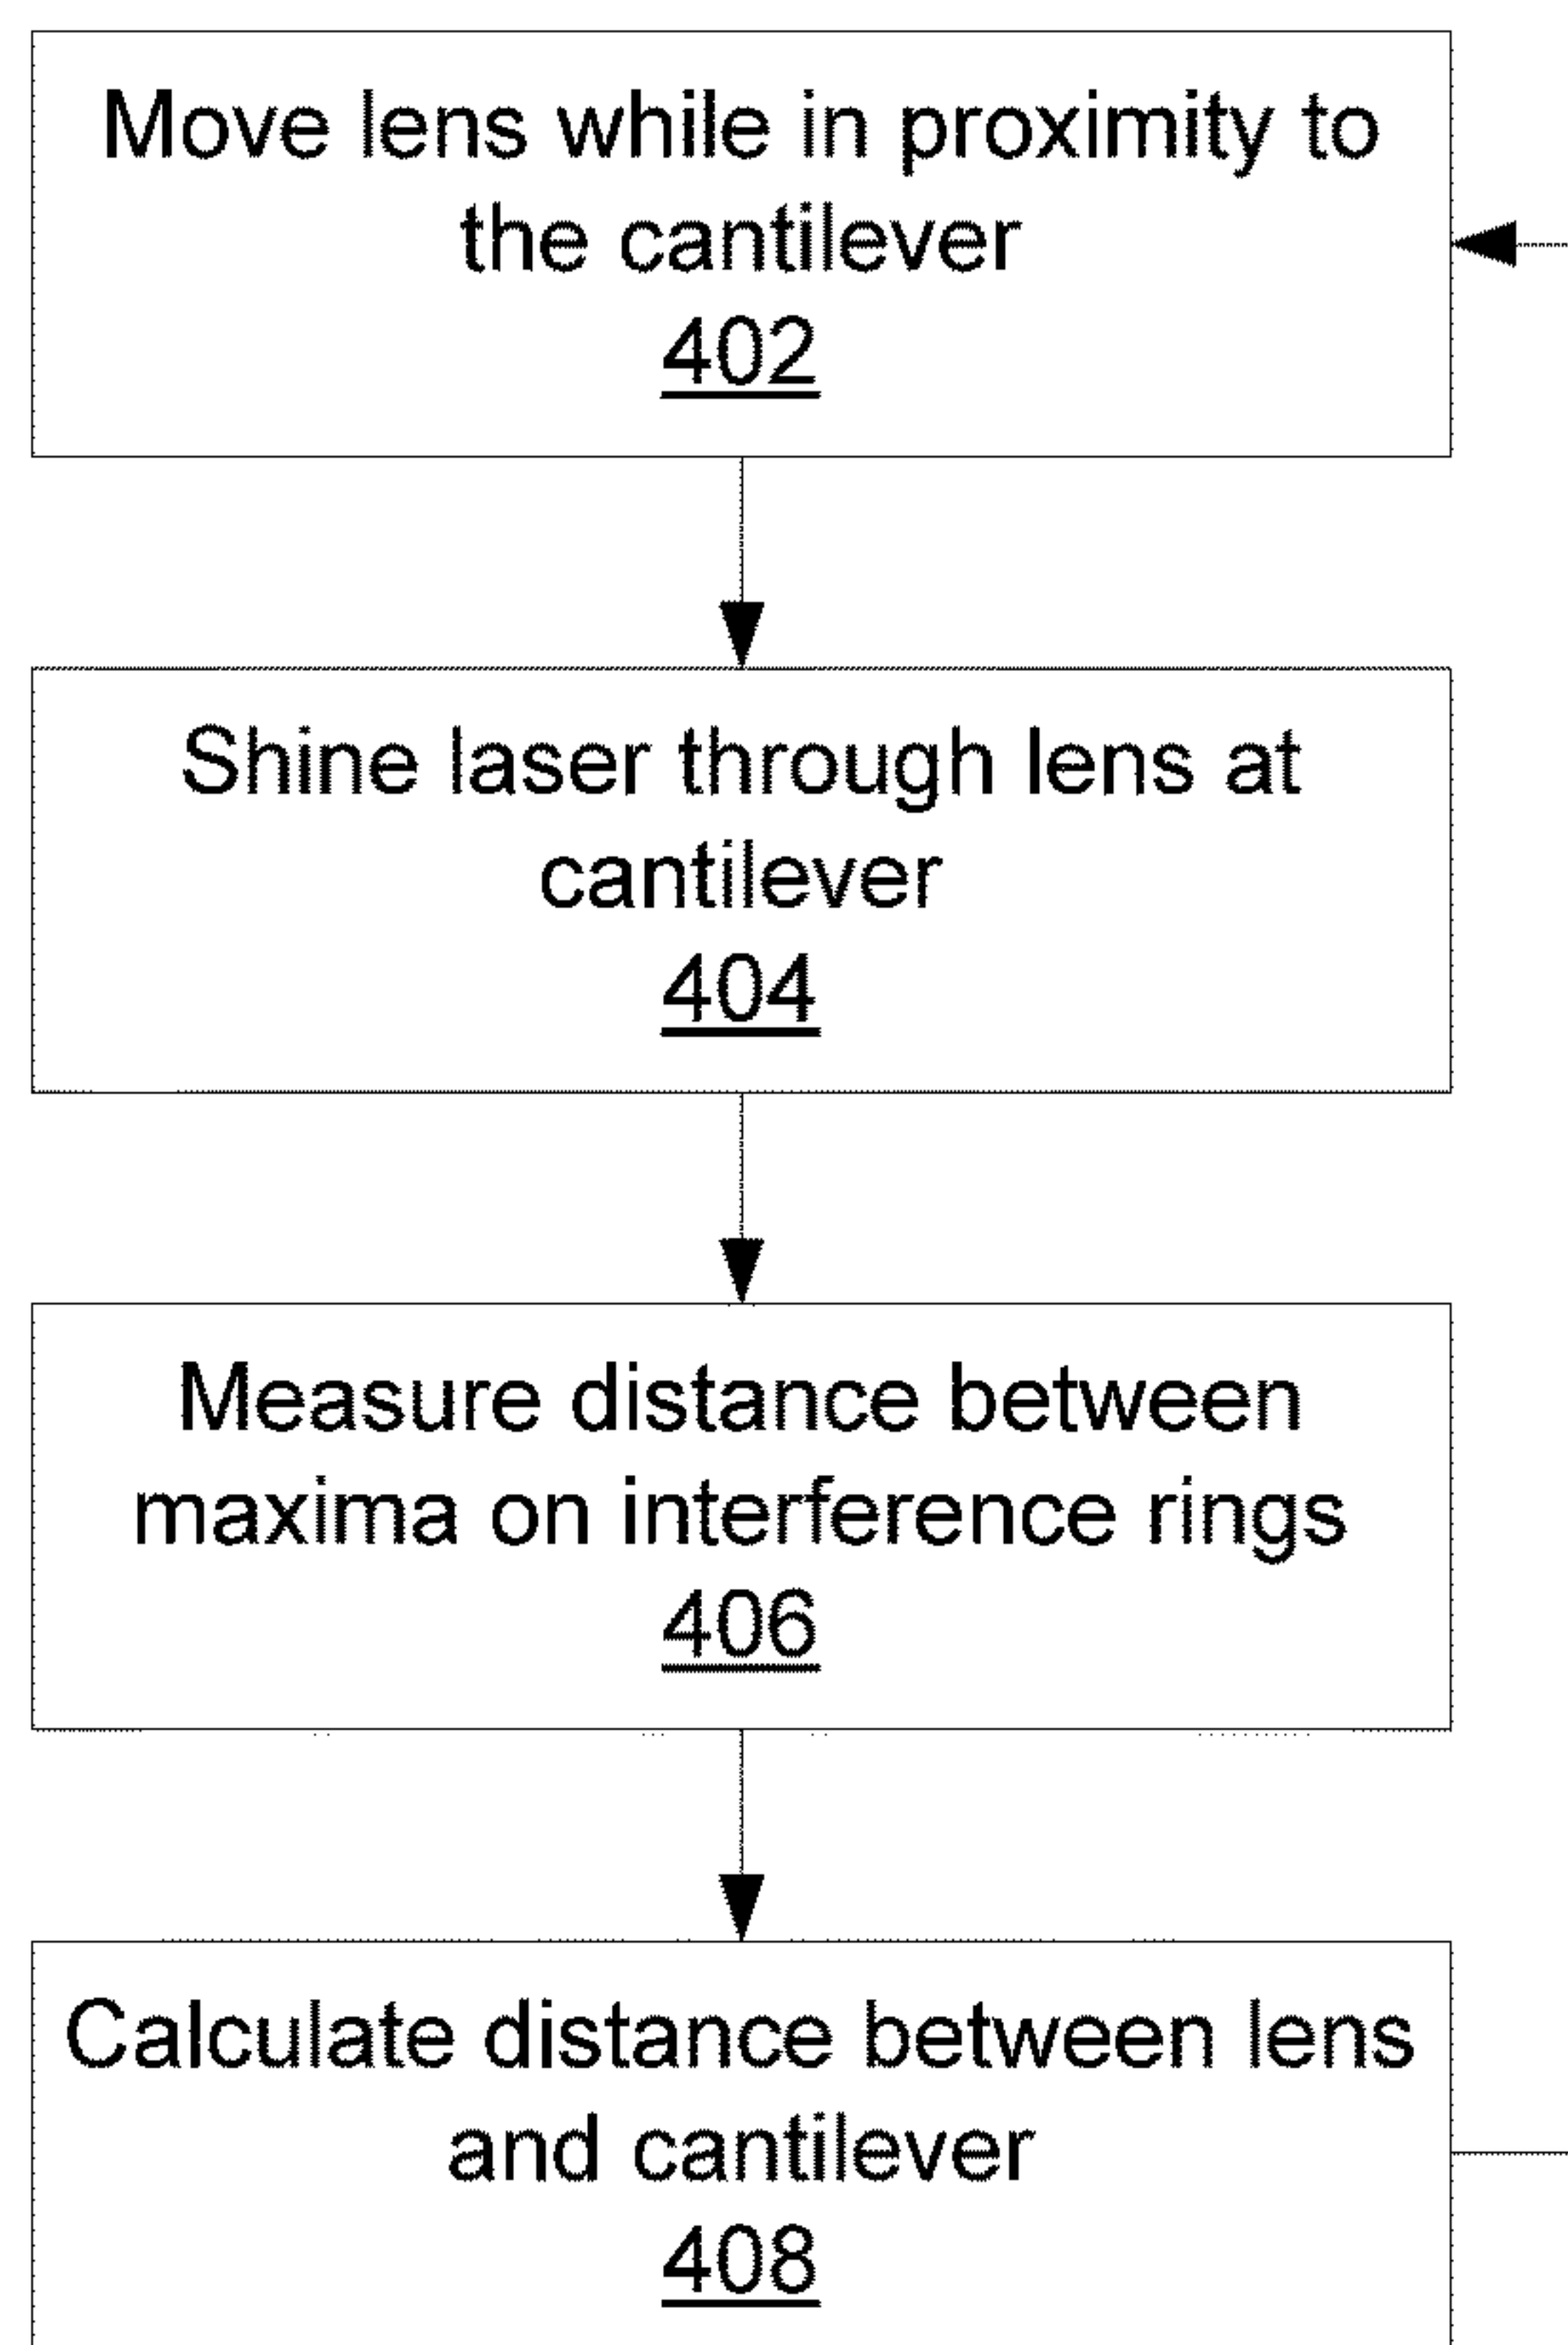 Move lens while in proximity to
the cantilever
402
Shine laser through lens at
cantilever
404
Measure distance between
maxima on interference rings
406
Calculate distance between lens
and cantilever
408